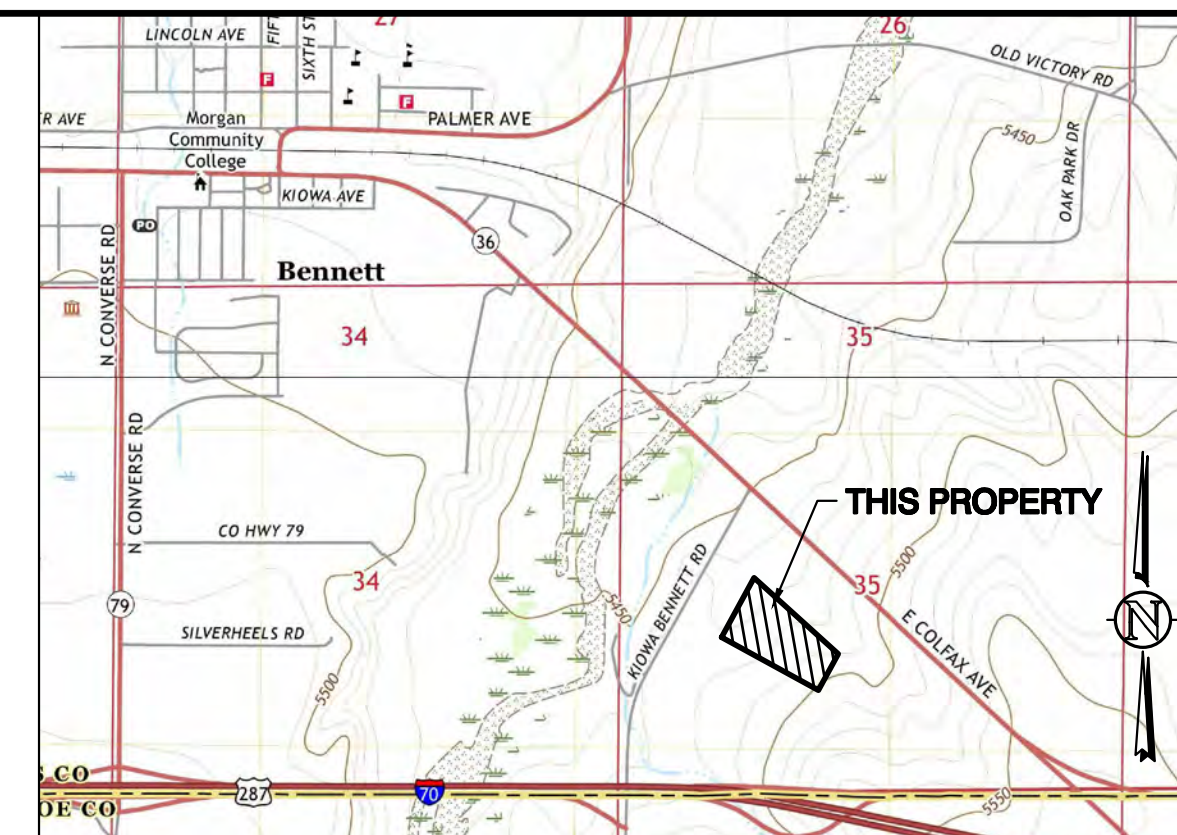 27
26
LINCOLN AVE
FIFT
SIXTH ST
OLD VICTORY RD
F
F
R AVE
Morgan
Community
College
PALMER AVE
5450
OAK PARK DR
KIOWA AVE
PO
36
N CONVERSE RD
Bennett
34
35
N CONVERSE RD
THIS PROPERTY
CO HWY 79
5500
34
35
KIOWA BENNETT RD
79
5450
E COLFAX AVE
N
SILVERHEELS RD
5500
S CO
287
70
5550
OE CO